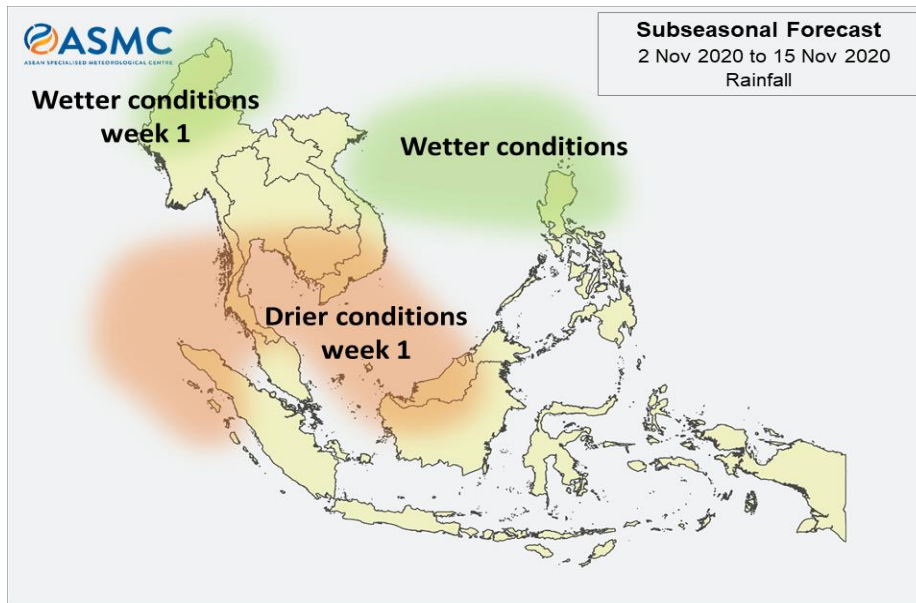 ASMC
ASEAN SPECIALISED METEOROLOGICAL CENTRE
Subseasonal Forecast
2 Nov 2020 to 15 Nov 2020
Rainfall
Wetter conditions
week 1
Wetter conditions
Drier conditions
week 1